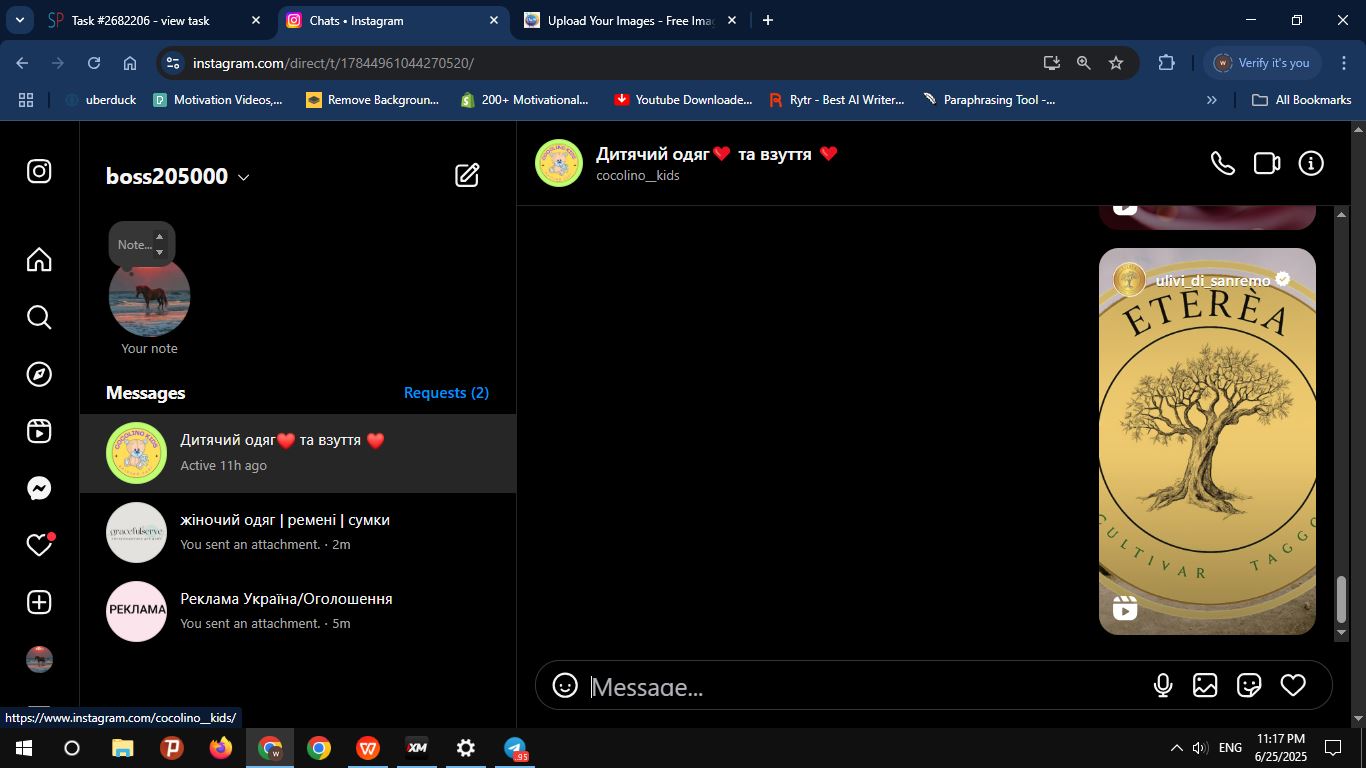 Task #2682206 - view task
Chats • Instagram
Upload Your Images - Free Imag
instagram.com/direct/t/17844961044270520/
Verify it's you
uberduck
Motivation Videos,...
Remove Backgroun...
200+ Motivational...
Youtube Downloade...
Rytr - Best AI Writer...
Paraphrasing Tool -...
All Bookmarks
boss205000
Note...
Your note
Messages
Requests (2)
Дитячий одяг❤️ та взуття ❤️
Active 11h ago
жіночий одяг | ремені | сумки
You sent an attachment. · 2m
РЕКЛАМА
Реклама Україна/Оголошення
You sent an attachment. · 5m
Дитячий одяг❤️ та взуття ❤️
cocolino__kids
ulivi_di_sanremo
ETERÈA
CULTIVAR TAGGO
Message...
https://www.instagram.com/cocolino__kids/
95
ENG
11:17 PM
6/25/2025